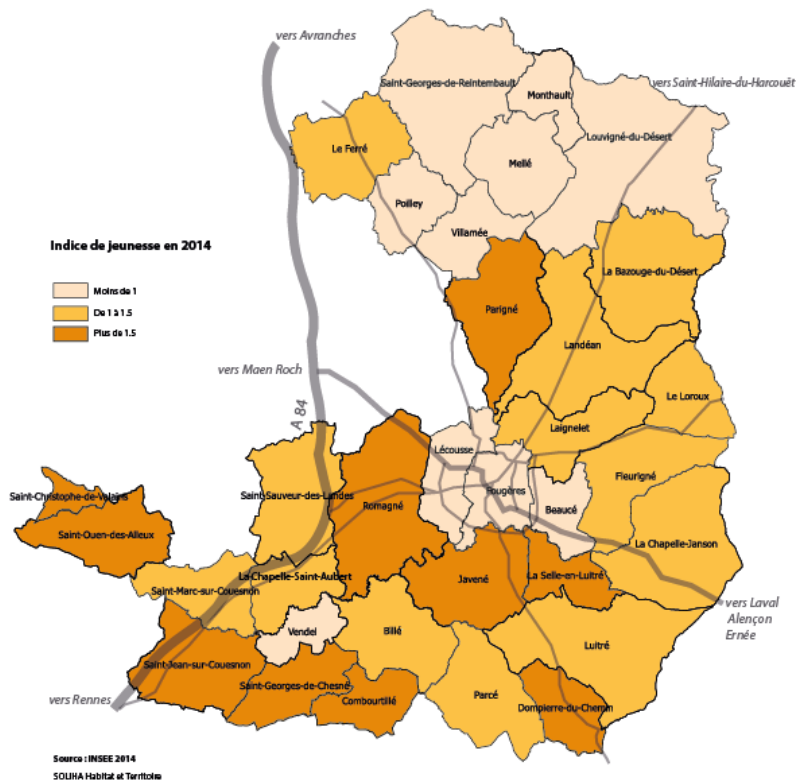 vers Avranches
Saint-Georges-de-Reintembault
vers Saint-Hilaire-du-Harcouët
Monthault
Louvigné-du-Désert
Le Ferré
Mellé
Poilley
Villamée
Indice de jeunesse en 2014
Moins de 1
De 1 à 1.5
Plus de 1.5
La Bazouge-du-Désert
Parigné
Landéan
vers Maen Roch
A 84
Le Loroux
Laignelet
Lécousse
Fleurigné
Saint-Christophe-de-Valains
Saint-Sauveur-des-Landes
Romagné
Fougères
Beaucé
Saint-Ouen-des-Alleux
La Chapelle-Janson
La Chapelle-Saint-Aubert
Javené
La Selle-en-Luitré
Saint-Marc-sur-Couesnon
vers Laval
Alençon
Ernée
Vendel
Billé
Luitré
Saint-Jean-sur-Couesnon
Saint-Georges-de-Chesné
Combourtillé
Parcé
Dompierre-du-Chemin
vers Rennes
Source : INSEE 2014
SOLIHA Habitat et Territoire